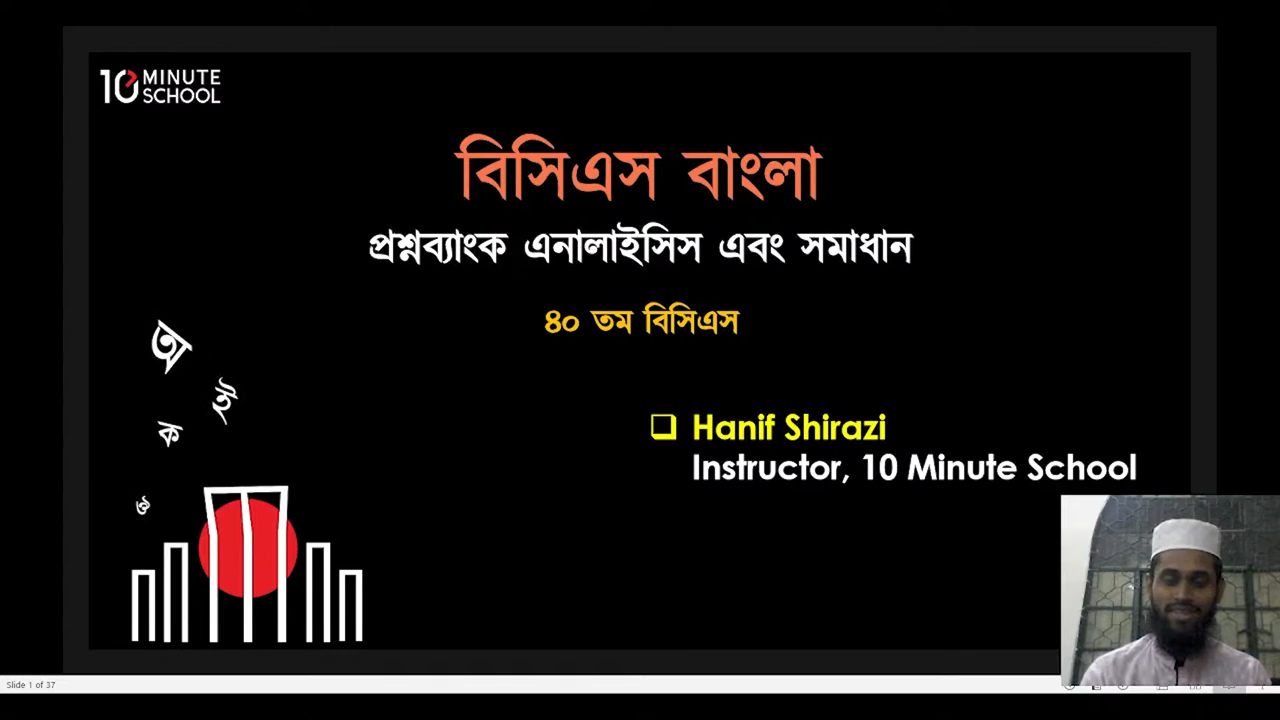 10 MINUTE
SCHOOL
বিসিএস বাংলা
প্রশ্নব্যাংক এনালাইসিস এবং সমাধান
৪০ তম বিসিএস
অ
ই
ক
ঐ
Hanif Shirazi
Instructor, 10 Minute School
Slide 1 of 37